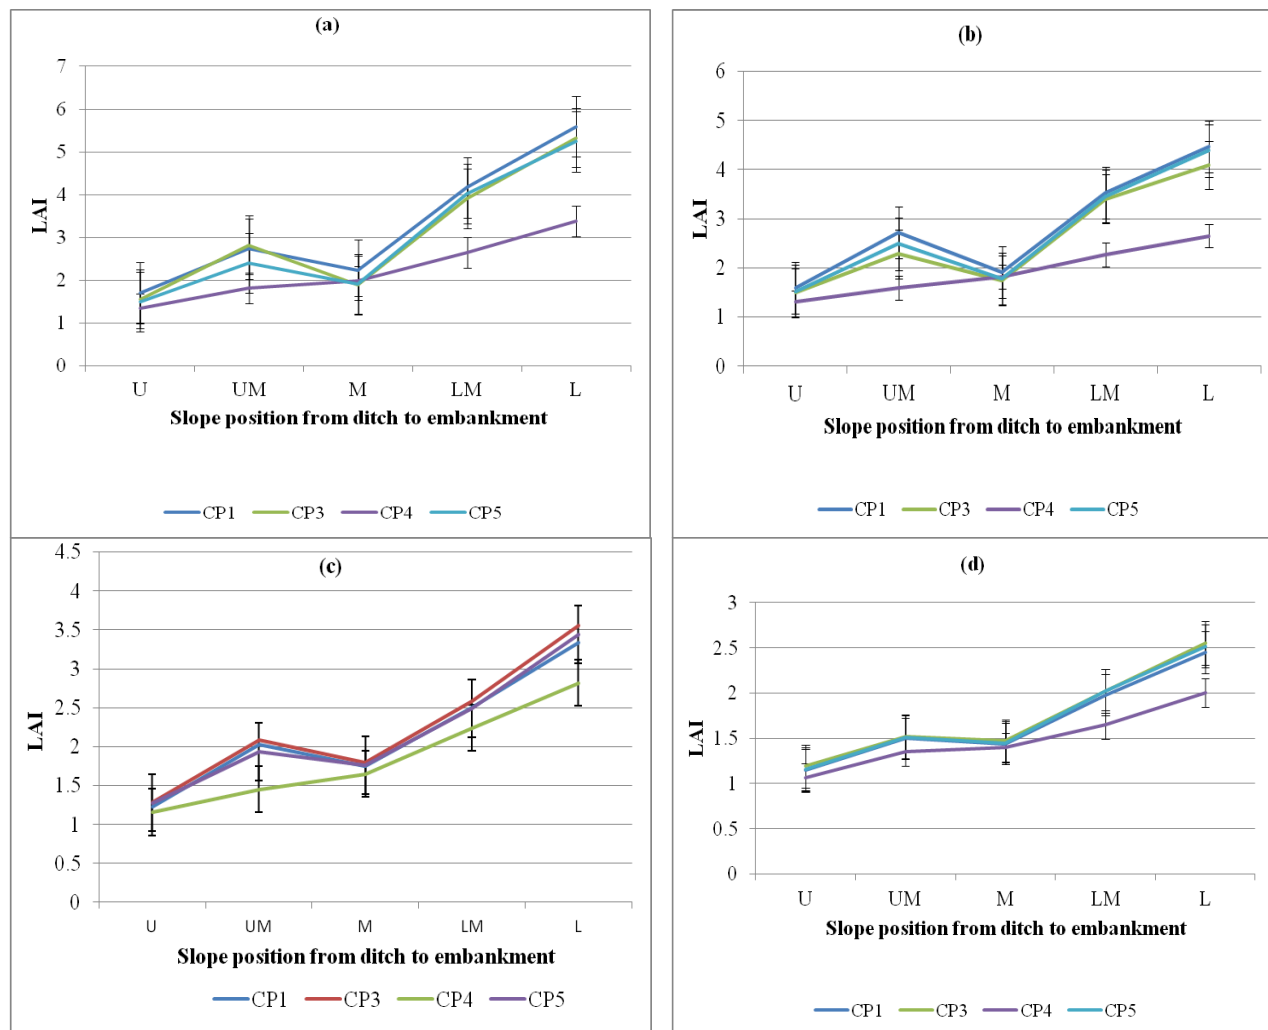 (a)
7
6
5
4
3
2
1
0
LAI
U UM M LM L
Slope position from ditch to embankment
CP1 CP3 CP4 CP5
(b)
6
5
4
3
2
1
0
LAI
U UM M LM L
Slope position from ditch to embankment
CP1 CP3 CP4 CP5
(c)
4.5
4
3.5
3
2.5
2
1.5
1
0.5
0
LAI
U UM M LM L
Slope position from ditch to embankment
CP1 CP3 CP4 CP5
(d)
3
2.5
2
1.5
1
0.5
0
LAI
U UM M LM L
Slope position from ditch to embankment
CP1 CP3 CP4 CP5